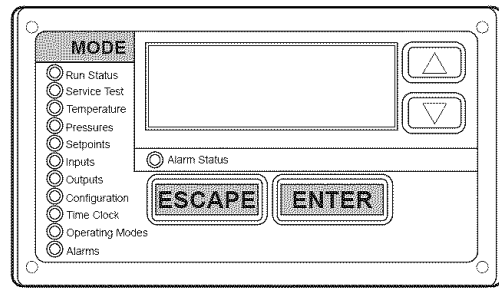 MODE
Run Status
Service Test
Temperature
Pressures
Setpoints
Inputs
Outputs
Configuration
Time Clock
Operating Modes
Alarms
Alarm Status
ESCAPE
ENTER